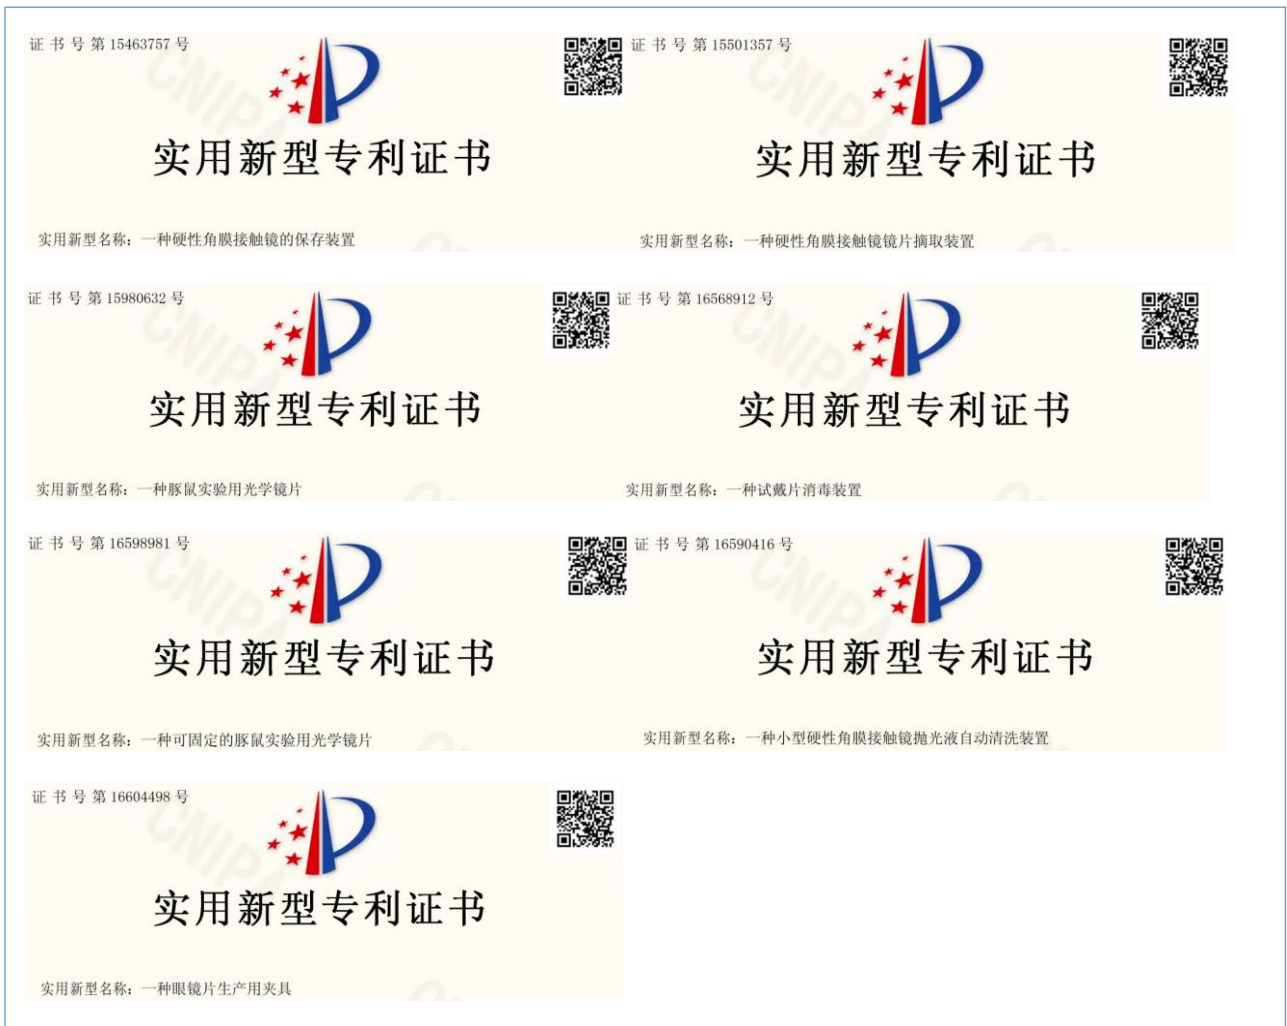 证书号第15463757号
CNIPA
实用新型专利证书
实用新型名称：一种硬性角膜接触镜的保存装置
证书号第15501357号
CNIPA
实用新型专利证书
实用新型名称：一种硬性角膜接触镜镜片摘取装置
证书号第15980632号
CNIPA
实用新型专利证书
实用新型名称：一种豚鼠实验用光学镜片
证书号第16568912号
CNIPA
实用新型专利证书
实用新型名称：一种试戴片消毒装置
证书号第16598981号
CNIPA
实用新型专利证书
实用新型名称：一种可固定的豚鼠实验用光学镜片
证书号第16590416号
CNIPA
实用新型专利证书
实用新型名称：一种小型硬性角膜接触镜抛光液自动清洗装置
证书号第16604498号
CNIPA
实用新型专利证书
实用新型名称：一种眼镜片生产用夹具